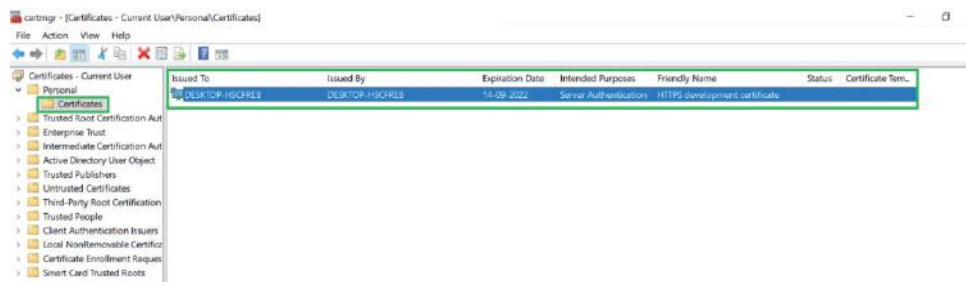 certmgr - [Certificates - Current User\Personal\Certificates]
File Action View Help
Certificates - Current User
Personal
Certificates
Trusted Root Certification Aut
Enterprise Trust
Intermediate Certification Aut
Active Directory User Object
Trusted Publishers
Untrusted Certificates
Third-Party Root Certification
Trusted People
Client Authentication Issuers
Local NonRemovable Certific
Certificate Enrollment Reques
Smart Card Trusted Roots
Issued To Issued By Expiration Date Intended Purposes Friendly Name Status Certificate Tem...
DESKTOP-HSCFREB DESKTOP-HSCFREB 14-09-2022 Server Authentication HTTPS development certificate